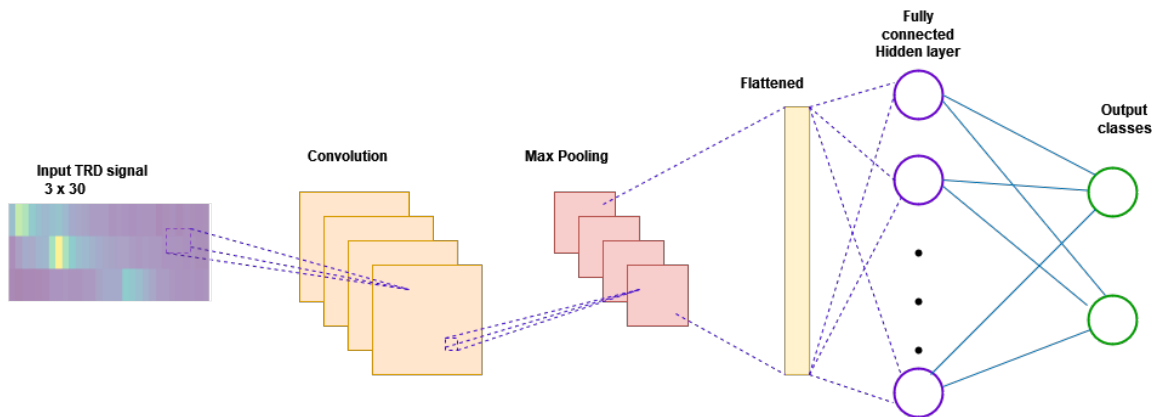 Input TRD signal
3 x 30
Convolution
Max Pooling
Flattened
Fully
connected
Hidden layer
Output
classes